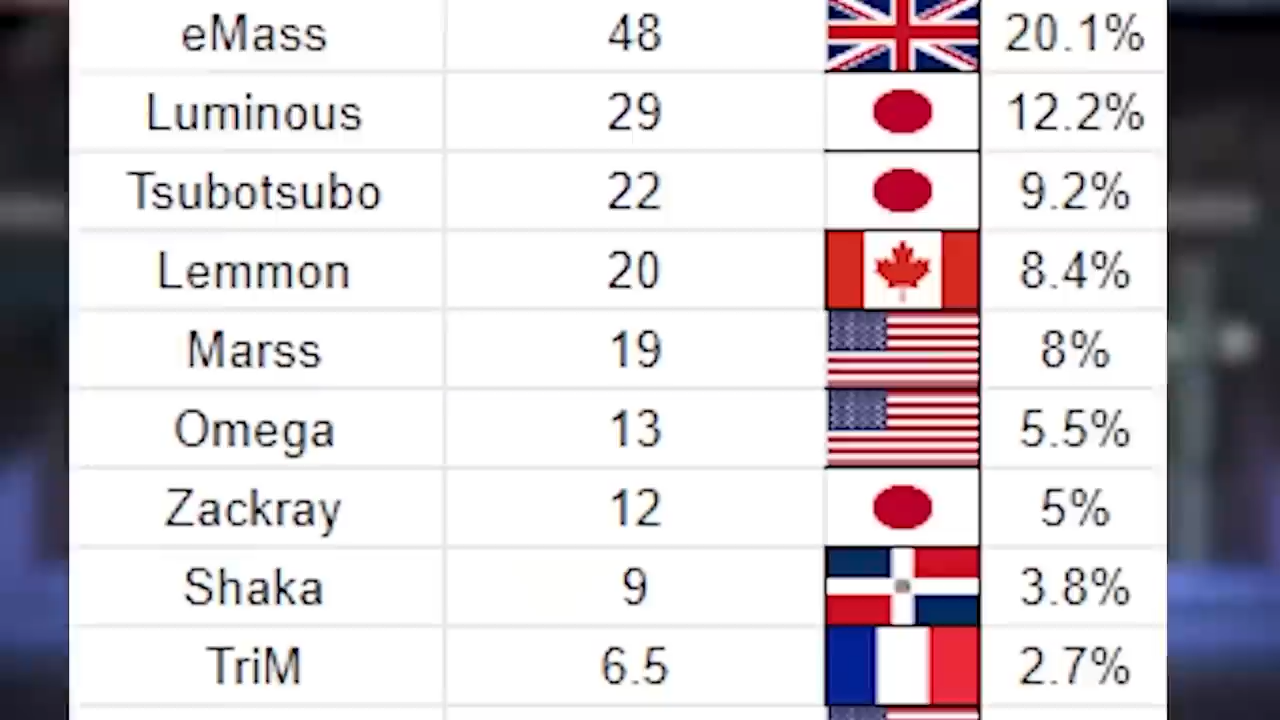 eMass 48 20.1%
Luminous 29 12.2%
Tsubotsubo 22 9.2%
Lemmon 20 8.4%
Marss 19 8%
Omega 13 5.5%
Zackray 12 5%
Shaka 9 3.8%
TriM 6.5 2.7%